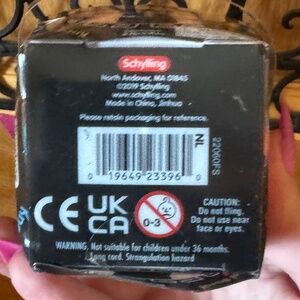 Schylling
North Andover, MA 01845
©2019 Schylling
www.schylling.com
Made in China, Jinhua
Please retain packaging for reference.
NL
22060FS
0 19649 23396 0
CE UK
CA
0-3
CAUTION:
Do not fling.
Do not use near
face or eyes.
WARNING. Not suitable for children under 36 months.
Long cord. Strangulation hazard